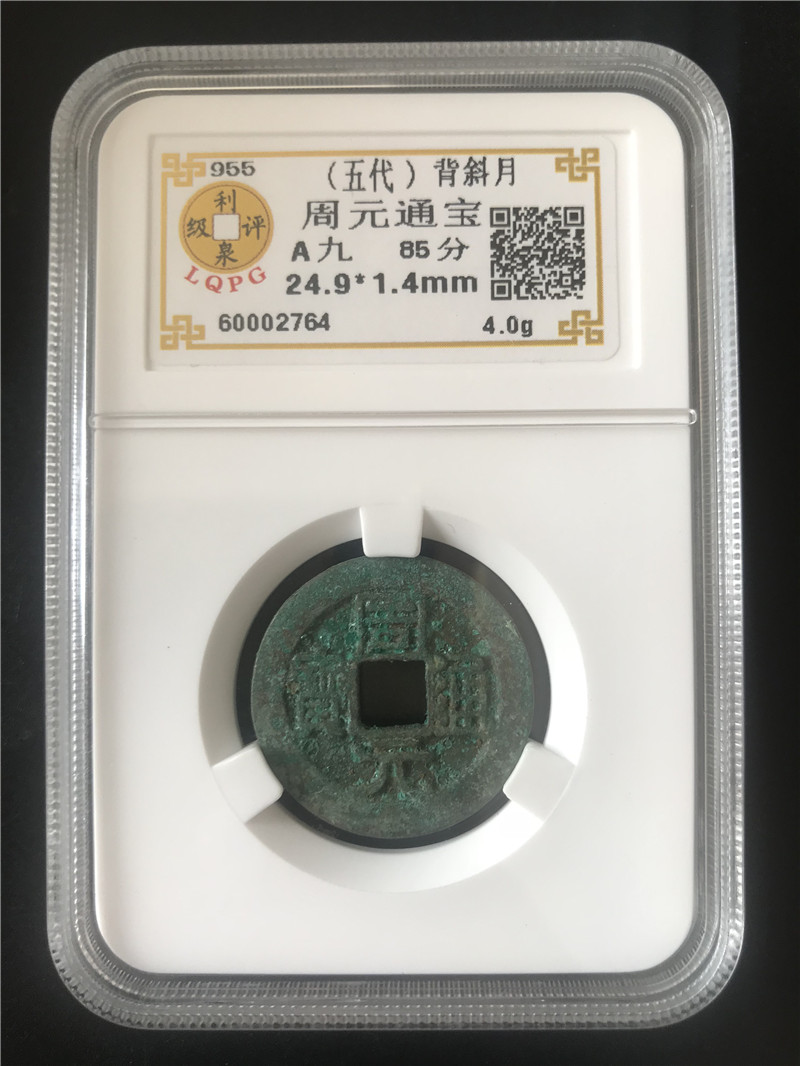 955
(五代)背斜月
利泉评级
LQPG
周元通宝
A九 85分
24.9*1.4mm
60002764
4.0g
周元通寳